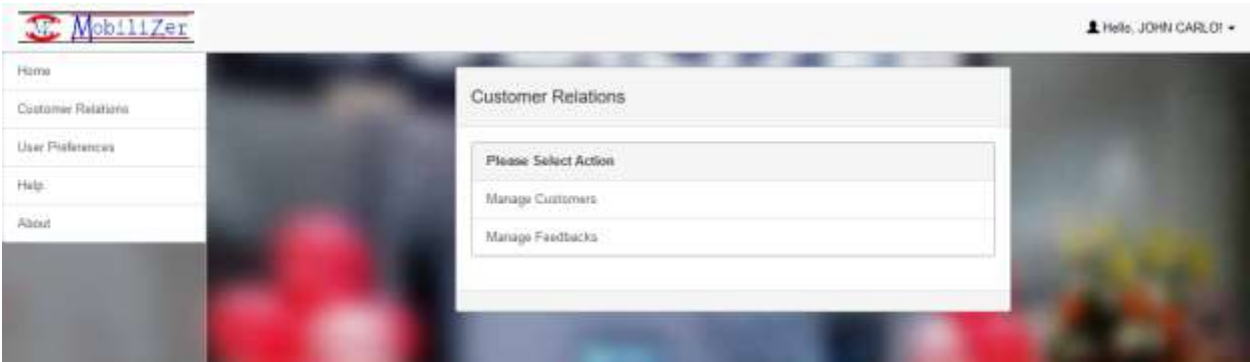 MobiliZer
Hello, JOHN CARLO!
Home
Customer Relations
User Preferences
Help
About
Customer Relations
Please Select Action
Manage Customers
Manage Feedbacks